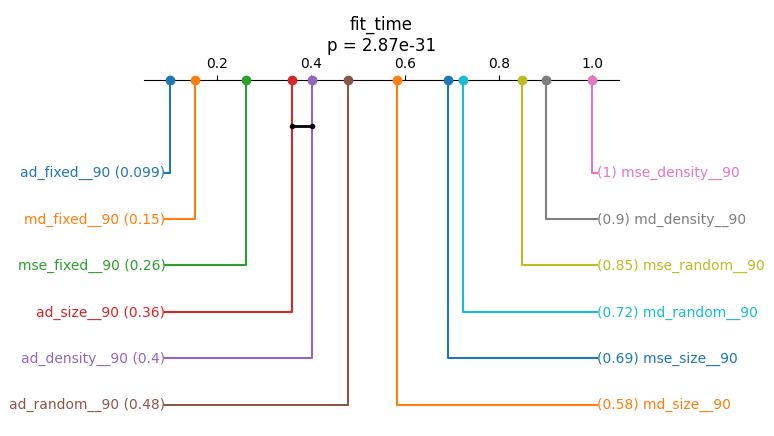 fit_time
p = 2.87e-31
0.2 0.4 0.6 0.8 1.0
ad_fixed__90 (0.099)
(1) mse_density__90
md_fixed__90 (0.15)
(0.9) md_density__90
mse_fixed__90 (0.26)
(0.85) mse_random__90
ad_size__90 (0.36)
(0.72) md_random__90
ad_density__90 (0.4)
(0.69) mse_size__90
ad_random__90 (0.48)
(0.58) md_size__90